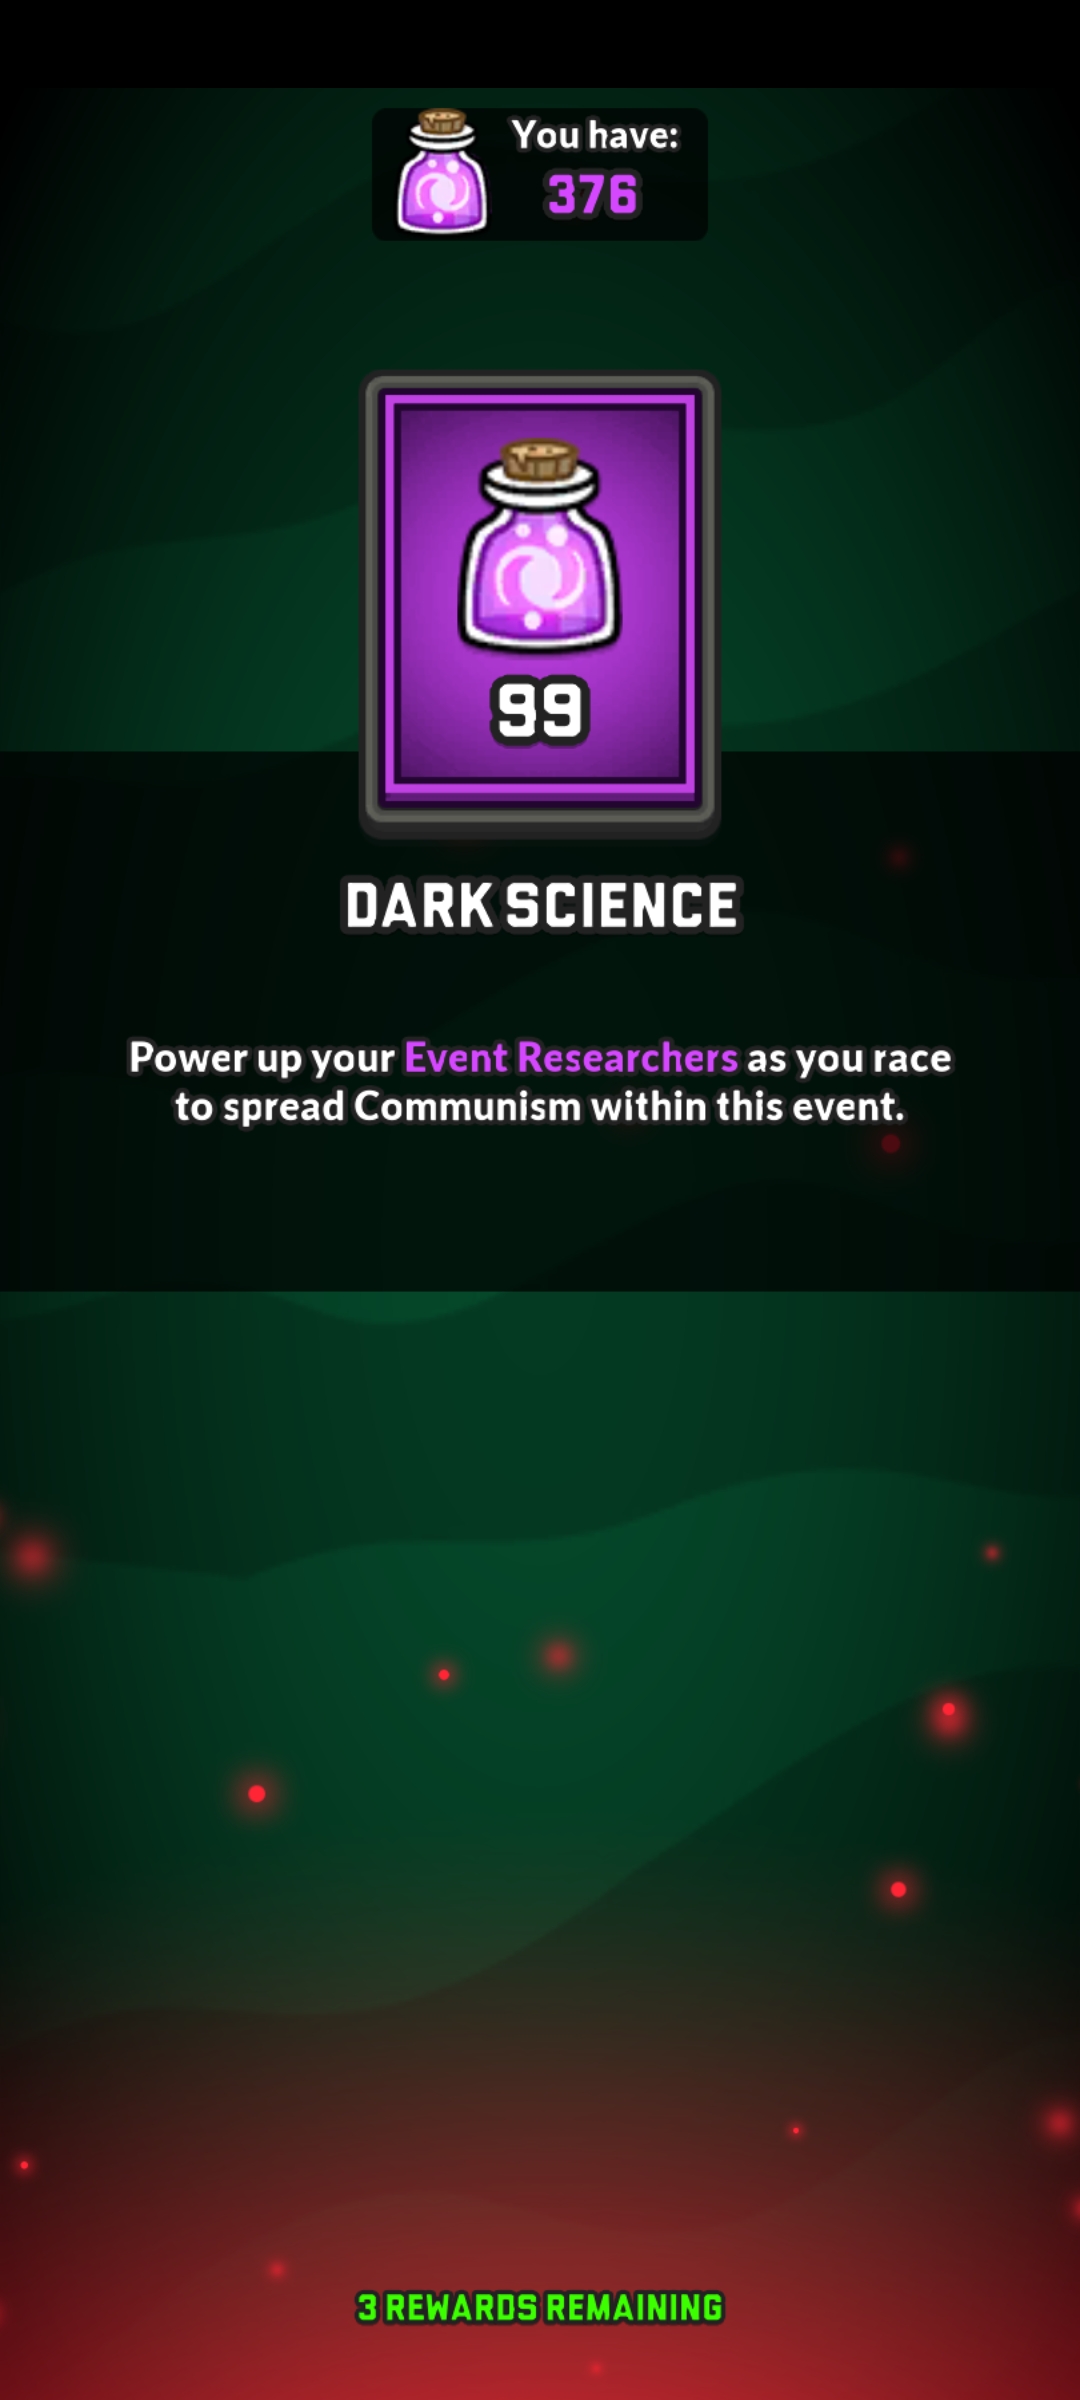 You have:
376
99
DARK SCIENCE
Power up your Event Researchers as you race
to spread Communism within this event.
3 REWARDS REMAINING